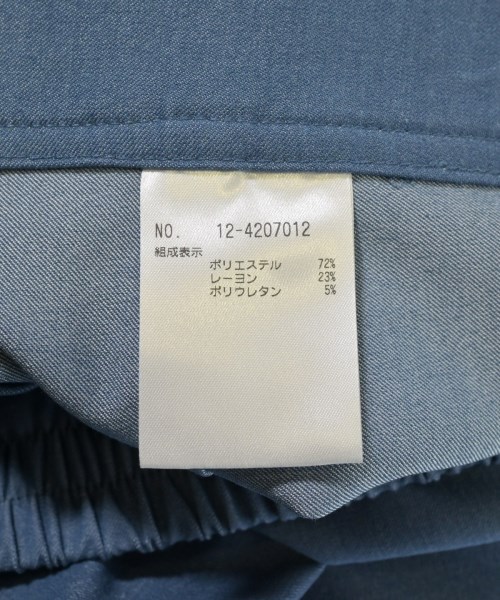 NO. 12-4207012
組成表示
ポリエステル 72%
レーヨン 23%
ポリウレタン 5%